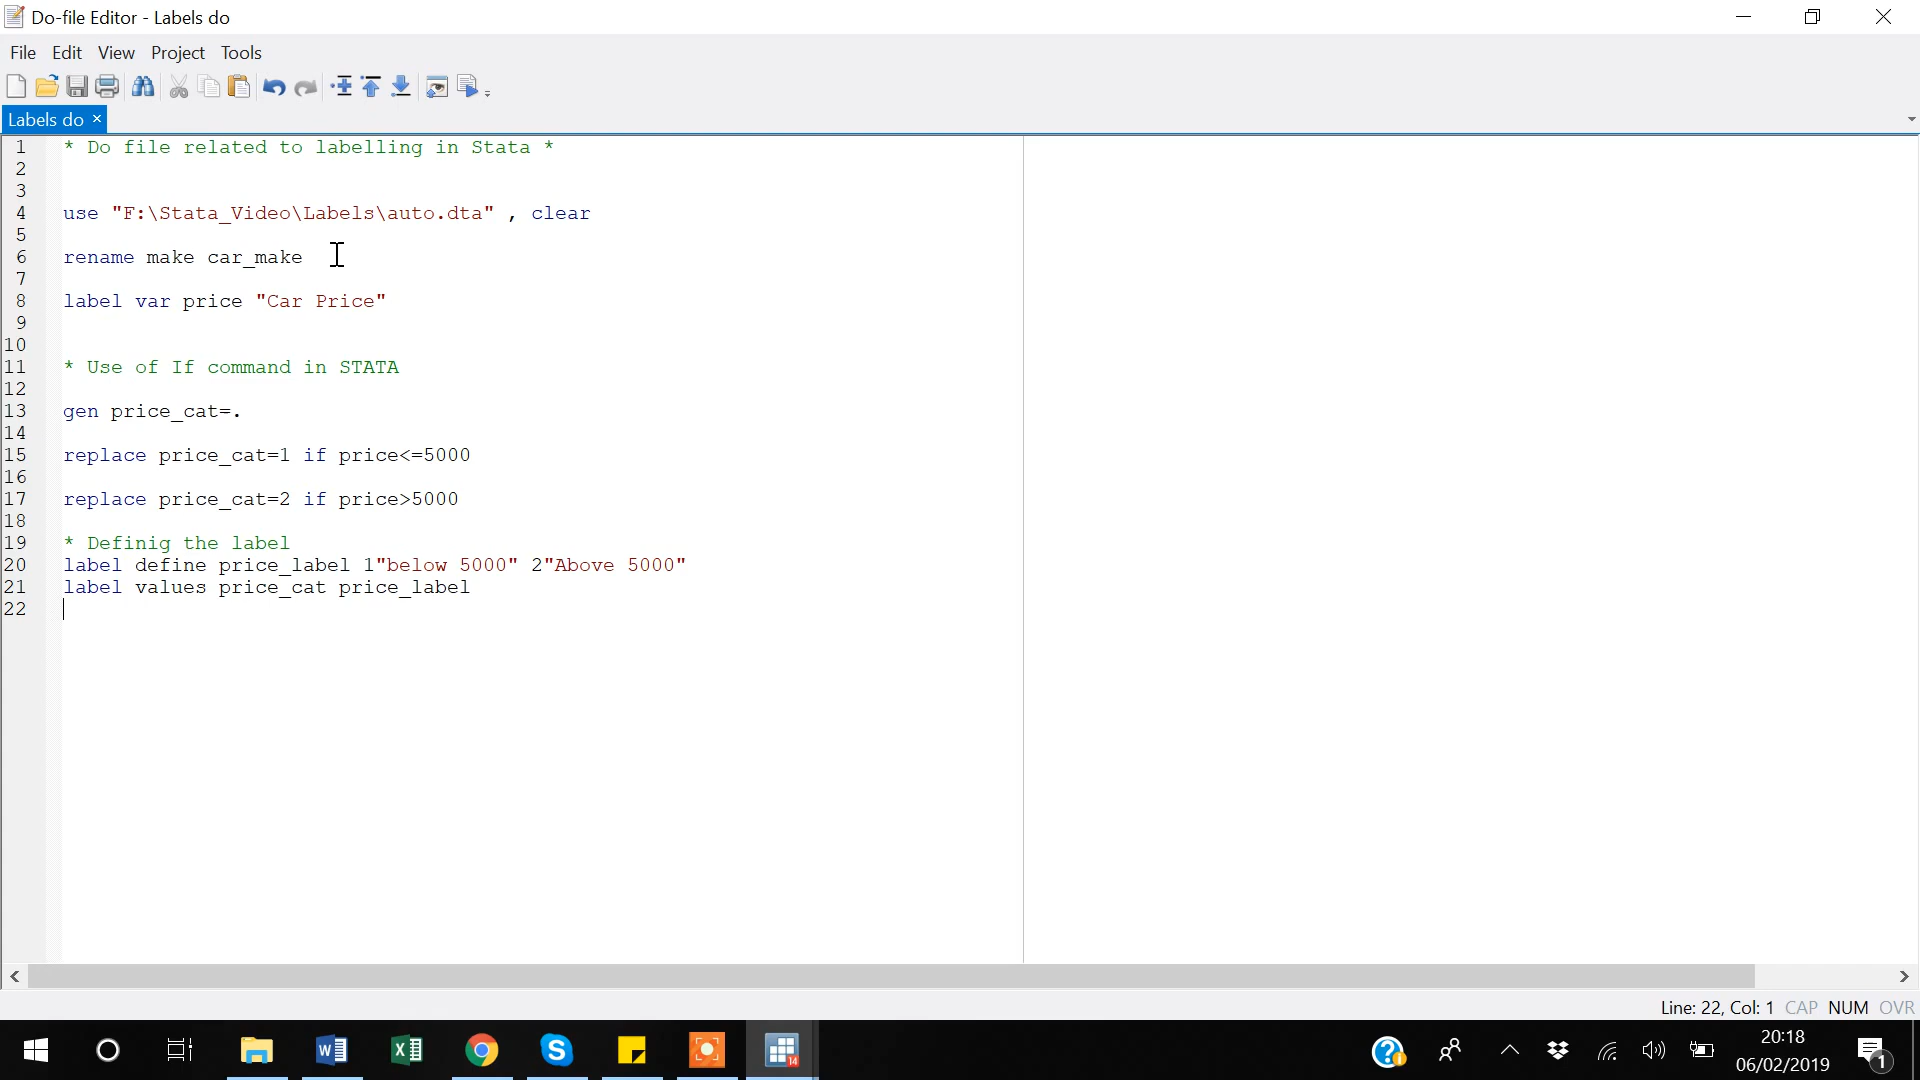 Do-file Editor - Labels do
File Edit View Project Tools
Labels do ×
1 * Do file related to labelling in Stata *
2
3
4 use "F:\Stata_Video\Labels\auto.dta" , clear
5
6 rename make car_make
7
8 label var price "Car Price"
9
10
11 * Use of If command in STATA
12
13 gen price_cat=.
14
15 replace price_cat=1 if price<=5000
16
17 replace price_cat=2 if price>5000
18
19 * Definig the label
20 label define price_label 1"below 5000" 2"Above 5000"
21 label values price_cat price_label
22
Line: 22, Col: 1 CAP NUM OVR
20:18
06/02/2019
14
1